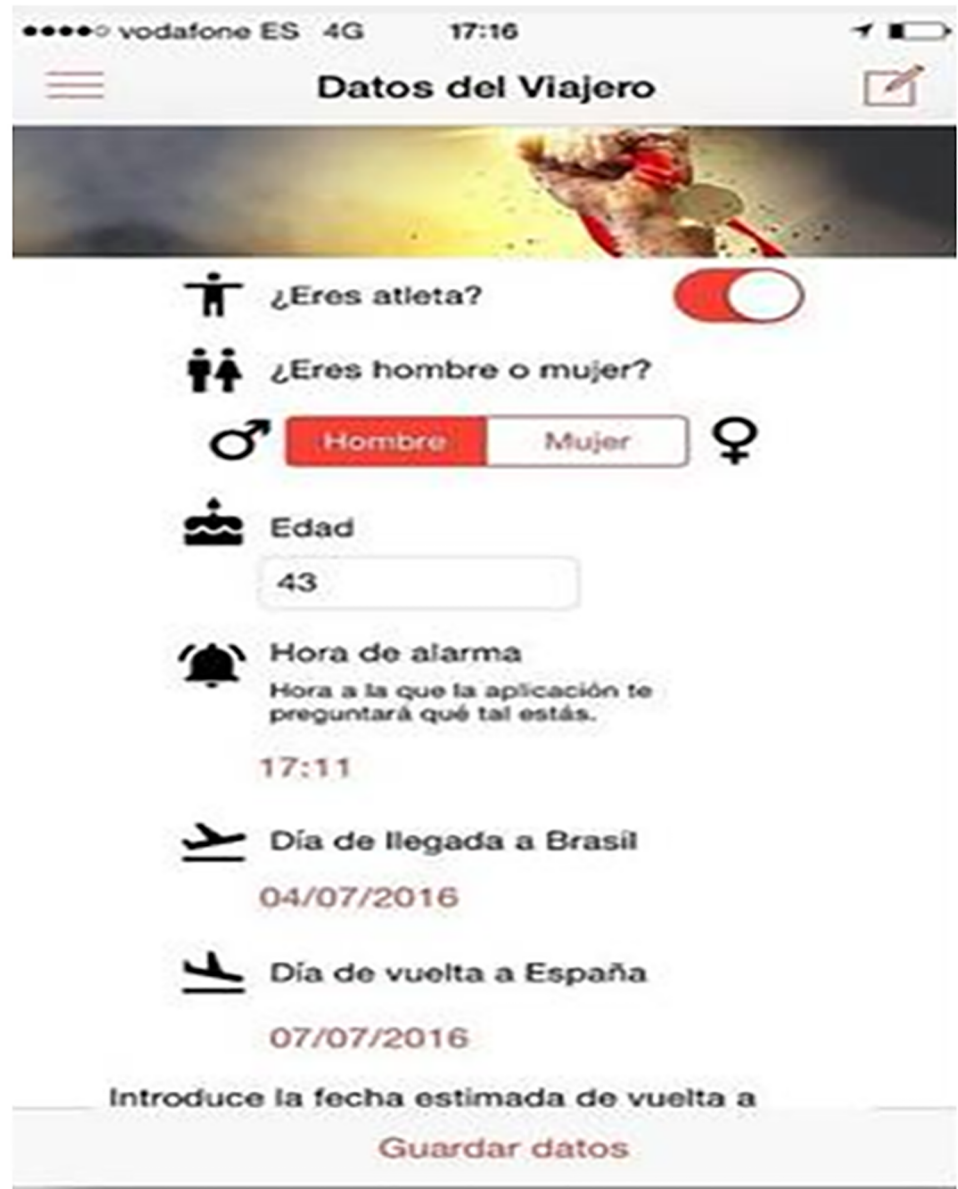 vodafone ES 4G 17:16
Datos del Viajero
¿Eres atleta?
¿Eres hombre o mujer?
Hombre Mujer
Edad
43
Hora de alarma
Hora a la que la aplicación te
preguntará qué tal estás.
17:11
Día de llegada a Brasil
04/07/2016
Día de vuelta a España
07/07/2016
Introduce la fecha estimada de vuelta a
Guardar datos